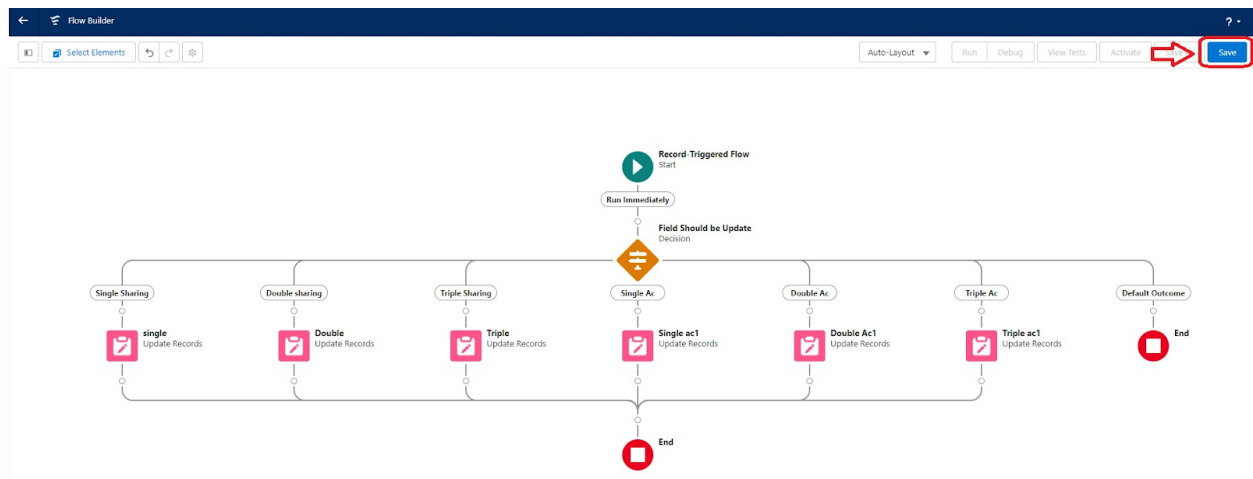 Flow Builder
?
Select Elements
Auto-Layout
Run
Debug
View Tests
Activate
Save
Record-Triggered Flow
Start
Run Immediately
Field Should be Update
Decision
Single Sharing
Double sharing
Triple Sharing
Single Ac
Double Ac
Triple Ac
Default Outcome
single
Update Records
Double
Update Records
Triple
Update Records
Single ac1
Update Records
Double Ac1
Update Records
Triple ac1
Update Records
End
End